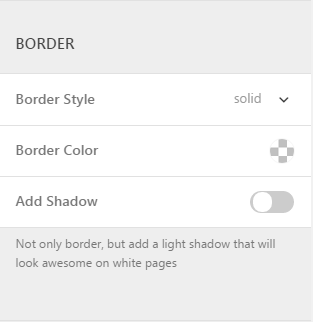 BORDER
Border Style solid
Border Color
Add Shadow
Not only border, but add a light shadow that will
look awesome on white pages